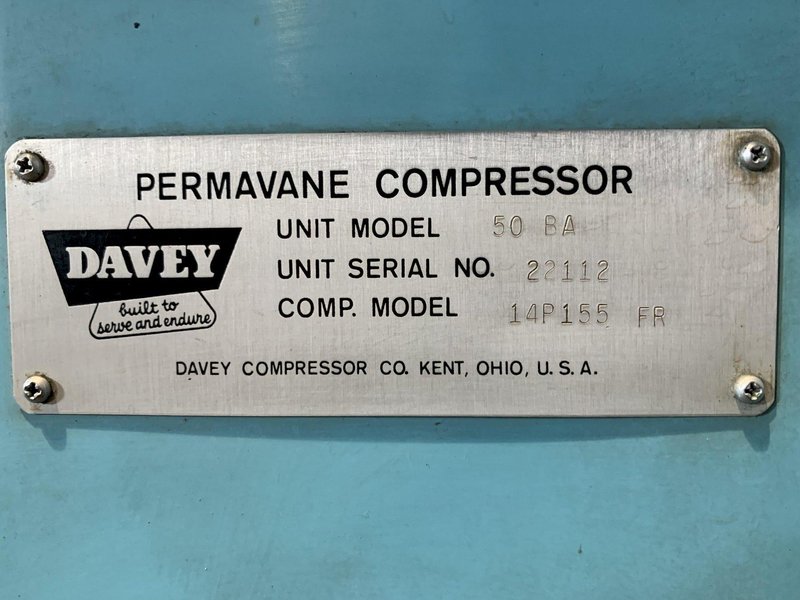 PERMAVANE COMPRESSOR
DAVEY
built to
serve and endure
UNIT MODEL 50 BA
UNIT SERIAL NO. 22112
COMP. MODEL 14P155 FR
DAVEY COMPRESSOR CO. KENT, OHIO, U. S. A.